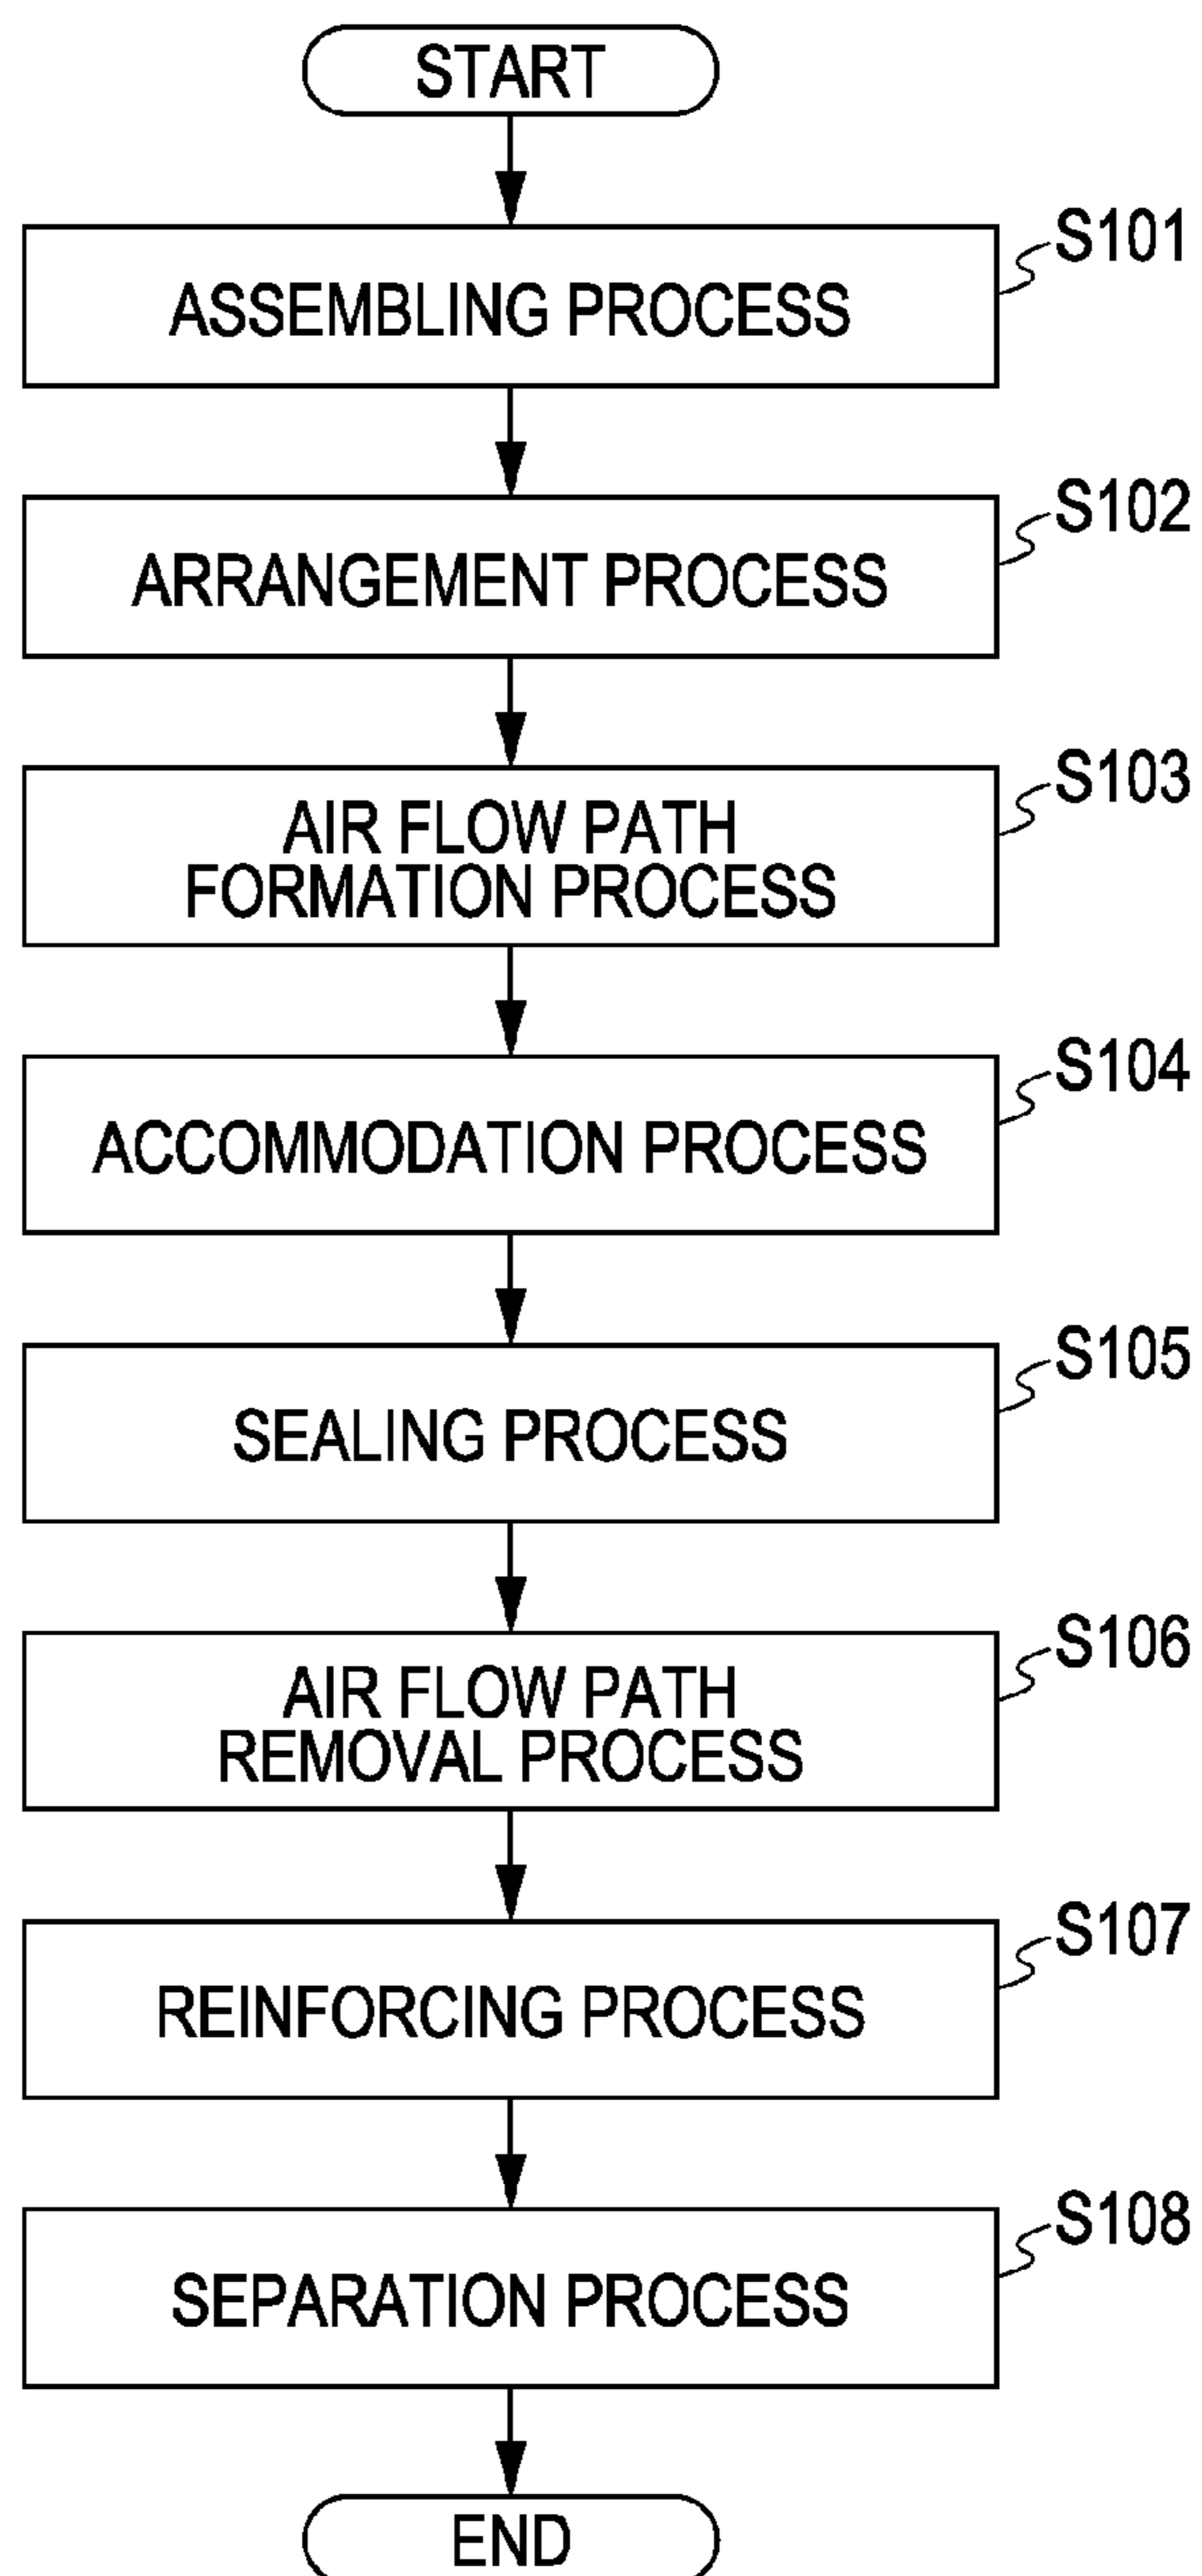 START
S101
ASSEMBLING PROCESS
S102
ARRANGEMENT PROCESS
S103
AIR FLOW PATH
FORMATION PROCESS
S104
ACCOMMODATION PROCESS
S105
SEALING PROCESS
S106
AIR FLOW PATH
REMOVAL PROCESS
S107
REINFORCING PROCESS
S108
SEPARATION PROCESS
END